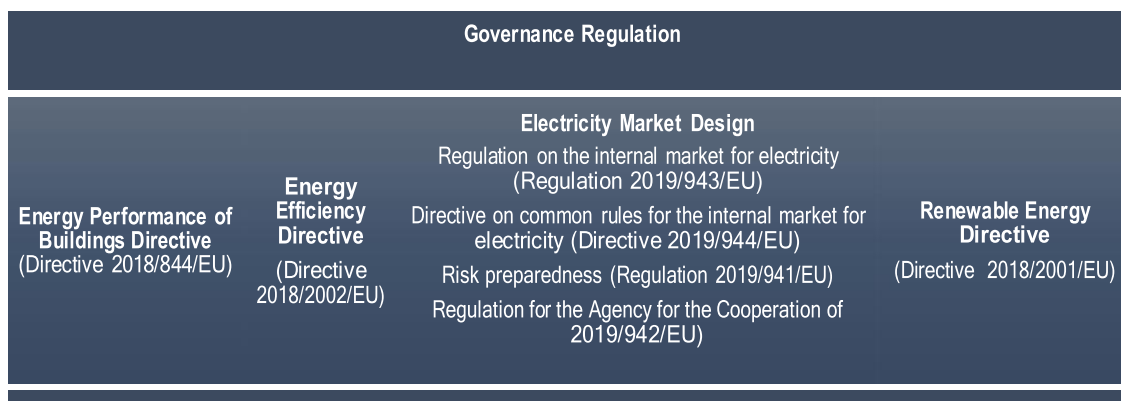 Governance Regulation
Energy Performance of
Buildings Directive
(Directive 2018/844/EU)
Energy
Efficiency
Directive
(Directive
2018/2002/EU)
Electricity Market Design
Regulation on the internal market for electricity
(Regulation 2019/943/EU)
Directive on common rules for the internal market for
electricity (Directive 2019/944/EU)
Risk preparedness (Regulation 2019/941/EU)
Regulation for the Agency for the Cooperation of
2019/942/EU)
Renewable Energy
Directive
(Directive 2018/2001/EU)